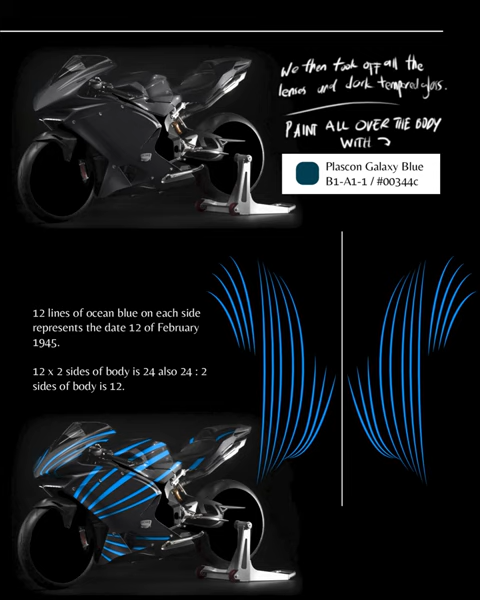 We then took off all the
lenses and dark tempered glass.
PAINT ALL OVER THE BODY
WITH
Plascon Galaxy Blue
B1-A1-1 / #00344c
12 lines of ocean blue on each side
represents the date 12 of February
1945.
12 x 2 sides of body is 24 also 24 : 2
sides of body is 12.